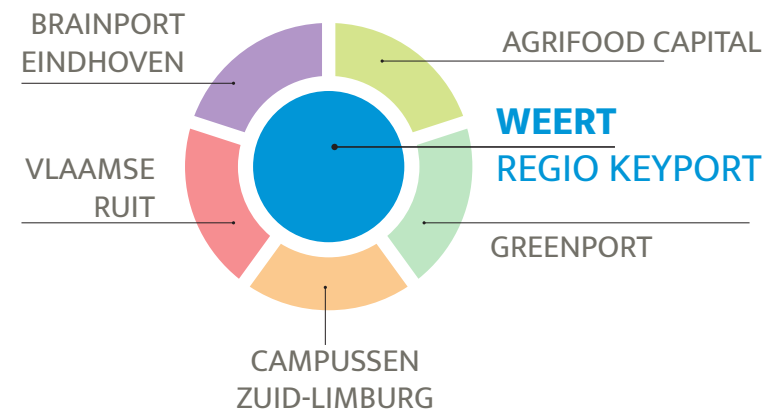 BRAINPORT
EINDHOVEN
AGRIFOOD CAPITAL
WEERT
REGIO KEYPORT
VLAAMSE
RUIT
GREENPORT
CAMPUSSEN
ZUID-LIMBURG